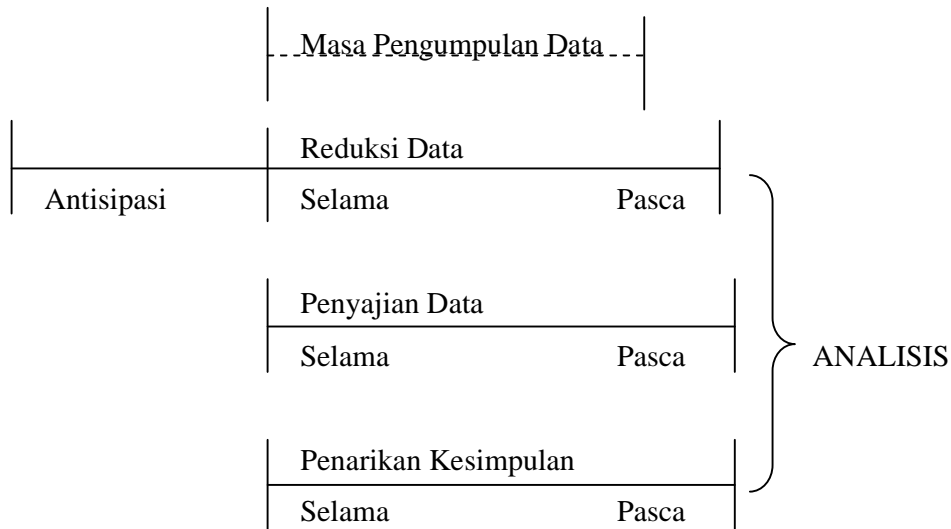 Masa Pengumpulan Data
Reduksi Data
Antisipasi Selama Pasca
Penyajian Data
Selama Pasca
ANALISIS
Penarikan Kesimpulan
Selama Pasca